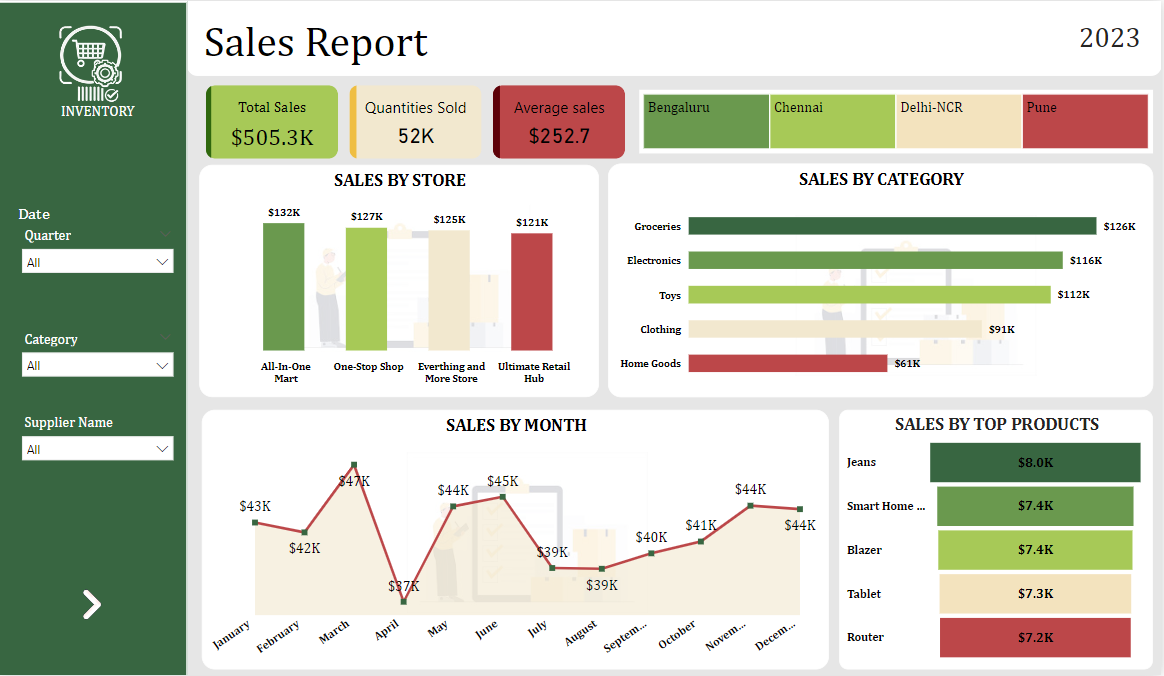 INVENTORY
Date
Quarter
All
Category
All
Supplier Name
All
Sales Report
2023
Total Sales
$505.3K
Quantities Sold
52K
Average sales
$252.7
Bengaluru
Chennai
Delhi-NCR
Pune
SALES BY STORE
$132K
$127K
$125K
$121K
All-In-One
Mart
One-Stop Shop
Everthing and
More Store
Ultimate Retail
Hub
SALES BY CATEGORY
Groceries
$126K
Electronics
$116K
Toys
$112K
Clothing
$91K
Home Goods
$61K
SALES BY MONTH
$43K
$42K
$47K
$37K
$44K
$45K
$39K
$39K
$40K
$41K
$44K
$44K
January
February
March
April
May
June
July
August
Septem...
October
Novem...
Decem...
SALES BY TOP PRODUCTS
Jeans
$8.0K
Smart Home ...
$7.4K
Blazer
$7.4K
Tablet
$7.3K
Router
$7.2K